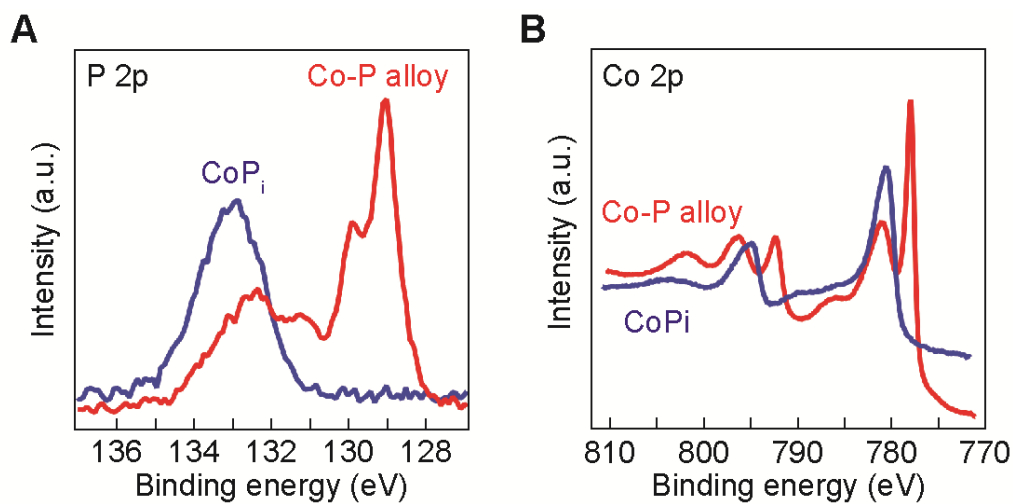 A
P 2p
Co-P alloy
CoPi
Intensity (a.u.)
136 134 132 130 128
Binding energy (eV)
B
Co 2p
Co-P alloy
CoPi
Intensity (a.u.)
810 800 790 780 770
Binding energy (eV)